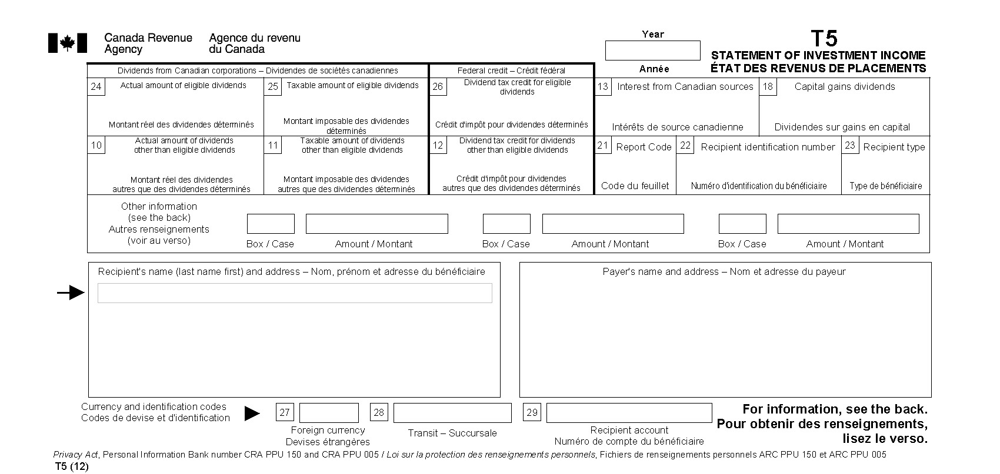 Canada Revenue Agency
Agence du revenu du Canada
Year
Année
T5
STATEMENT OF INVESTMENT INCOME
ÉTAT DES REVENUS DE PLACEMENTS
Dividends from Canadian corporations – Dividendes de sociétés canadiennes
Federal credit – Crédit fédéral
24 Actual amount of eligible dividends
Montant réel des dividendes déterminés
25 Taxable amount of eligible dividends
Montant imposable des dividendes
déterminés
26 Dividend tax credit for eligible
dividends
Crédit d'impôt pour dividendes déterminés
13 Interest from Canadian sources
Intérêts de source canadienne
18 Capital gains dividends
Dividendes sur gains en capital
10 Actual amount of dividends
other than eligible dividends
Montant réel des dividendes
autres que des dividendes déterminés
11 Taxable amount of dividends
other than eligible dividends
Montant imposable des dividendes
autres que des dividendes déterminés
12 Dividend tax credit for dividends
other than eligible dividends
Crédit d'impôt pour dividendes
autres que des dividendes déterminés
21 Report Code
Code du feuillet
22 Recipient identification number
Numéro d'identification du bénéficiaire
23 Recipient type
Type de bénéficiaire
Other information
(see the back)
Autres renseignements
(voir au verso)
Box / Case
Amount / Montant
Box / Case
Amount / Montant
Box / Case
Amount / Montant
Recipient's name (last name first) and address – Nom, prénom et adresse du bénéficiaire
Payer's name and address – Nom et adresse du payeur
Currency and identification codes
Codes de devise et d'identification
27
Foreign currency
Devises étrangères
28
Transit – Succursale
29
Recipient account
Numéro de compte du bénéficiaire
For information, see the back.
Pour obtenir des renseignements,
lisez le verso.
Privacy Act, Personal Information Bank number CRA PPU 150 and CRA PPU 005 / Loi sur la protection des renseignements personnels, Fichiers de renseignements personnels ARC PPU 150 et ARC PPU 005
T5 (12)